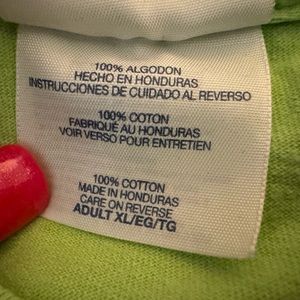 100% ALGODON
HECHO EN HONDURAS
INSTRUCCIONES DE CUIDADO AL REVERSO
100% COTON
FABRIQUÉ AU HONDURAS
VOIR VERSO POUR ENTRETIEN
100% COTTON
MADE IN HONDURAS
CARE ON REVERSE
ADULT XL/EG/TG